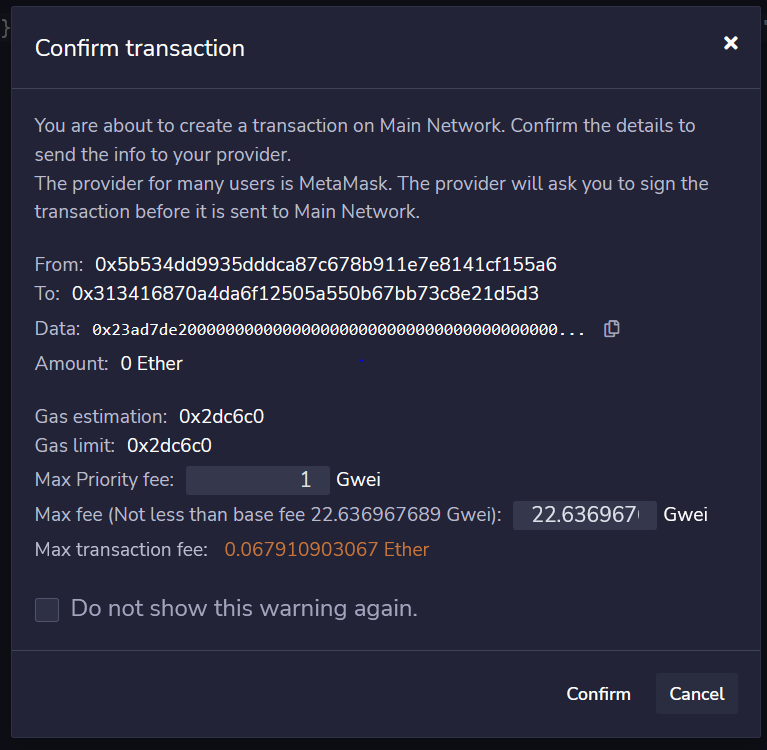 Confirm transaction
You are about to create a transaction on Main Network. Confirm the details to
send the info to your provider.
The provider for many users is MetaMask. The provider will ask you to sign the
transaction before it is sent to Main Network.
From: 0x5b534dd9935dddca87c678b911e7e8141cf155a6
To: 0x313416870a4da6f12505a550b67bb73c8e21d5d3
Data: 0x23ad7de2000000000000000000000000000000000000000...
Amount: 0 Ether
Gas estimation: 0x2dc6c0
Gas limit: 0x2dc6c0
Max Priority fee: 1 Gwei
Max fee (Not less than base fee 22.636967689 Gwei): 22.636967 Gwei
Max transaction fee: 0.067910903067 Ether
Do not show this warning again.
Confirm Cancel